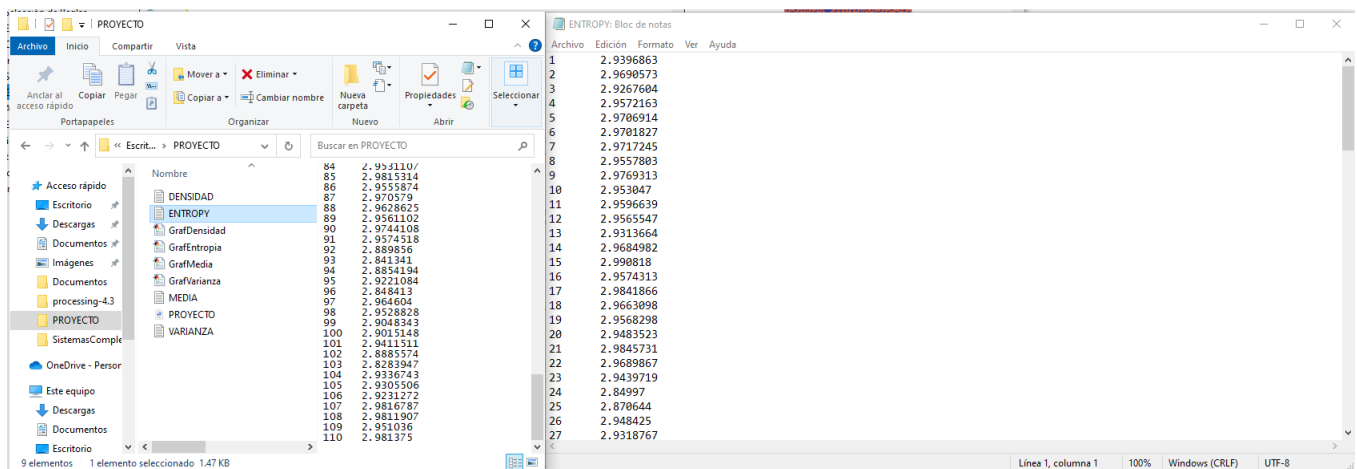 PROYECTO
Archivo Inicio Compartir Vista
Anclar al acceso rápido
Copiar
Pegar
Mover a
Copiar a
Eliminar
Cambiar nombre
Nueva carpeta
Propiedades
Seleccionar
Portapapeles Organizar Nuevo Abrir
« Escrit... > PROYECTO
Buscar en PROYECTO
Acceso rápido
Escritorio
Descargas
Documentos
Imágenes
Documentos
processing-4.3
PROYECTO
SistemasComple
OneDrive - Person
Este equipo
Descargas
Documentos
Escritorio
Nombre
DENSIDAD
ENTROPY
GrafDensidad
GrafEntropia
GrafMedia
GrafVarianza
MEDIA
PROYECTO
VARIANZA
84 2.9531107
85 2.9815314
86 2.9555874
87 2.970579
88 2.9628625
89 2.9561102
90 2.9744108
91 2.9574518
92 2.889856
93 2.841341
94 2.8854194
95 2.9221084
96 2.848413
97 2.964604
98 2.9528828
99 2.9048343
100 2.9015148
101 2.9411511
102 2.8885574
103 2.8283947
104 2.9336743
105 2.9305506
106 2.9231272
107 2.9816787
108 2.9811907
109 2.951036
110 2.981375
9 elementos 1 elemento seleccionado 1.47 KB
ENTROPY: Bloc de notas
Archivo Edición Formato Ver Ayuda
1 2.9396863
2 2.9690573
3 2.9267604
4 2.9572163
5 2.9706914
6 2.9701827
7 2.9717245
8 2.9557803
9 2.9769313
10 2.953047
11 2.9596639
12 2.9565547
13 2.9313664
14 2.9684982
15 2.990818
16 2.9574313
17 2.9841866
18 2.9663098
19 2.9568298
20 2.9483523
21 2.9845731
22 2.9689867
23 2.9439719
24 2.84997
25 2.870644
26 2.948425
27 2.9318767
Línea 1, columna 1 100% Windows (CRLF) UTF-8